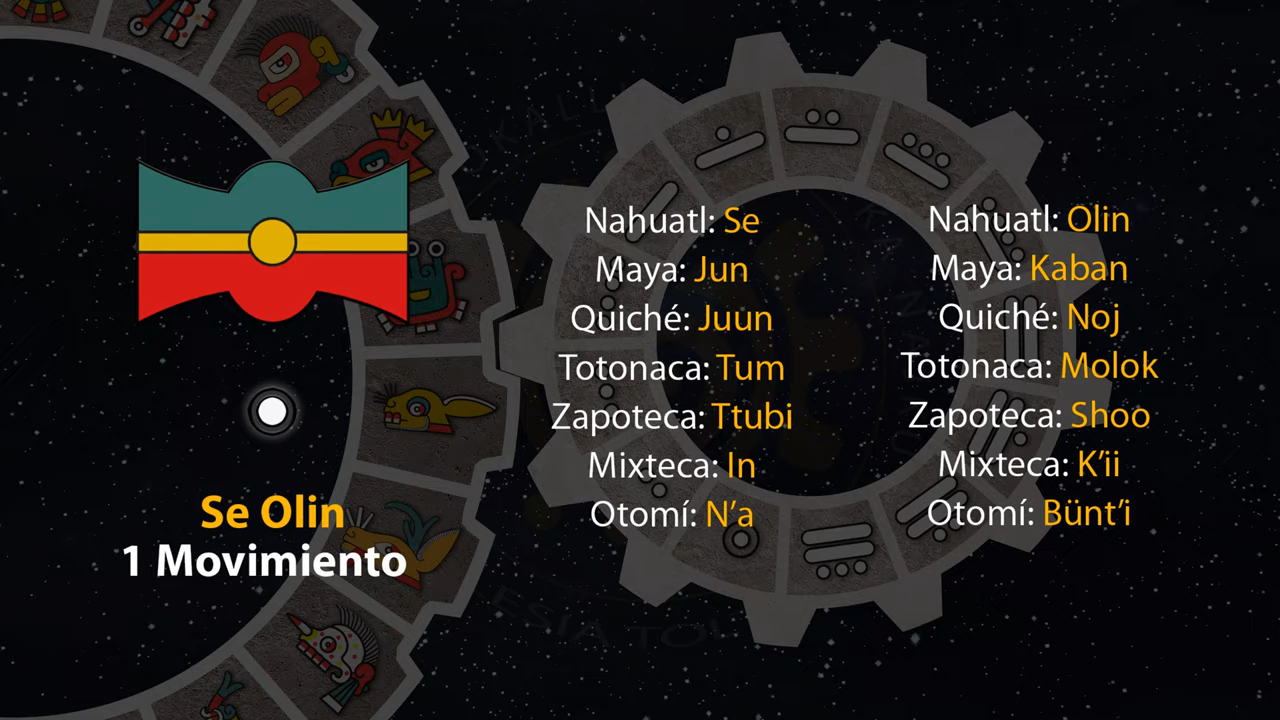 Se Olin
1 Movimiento
Nahuatl: Se
Maya: Jun
Quiché: Juun
Totonaca: Tum
Zapoteca: Ttubi
Mixteca: In
Otomí: N’a
Nahuatl: Olin
Maya: Kaban
Quiché: Noj
Totonaca: Molok
Zapoteca: Shoo
Mixteca: K’ii
Otomí: Bünt’i